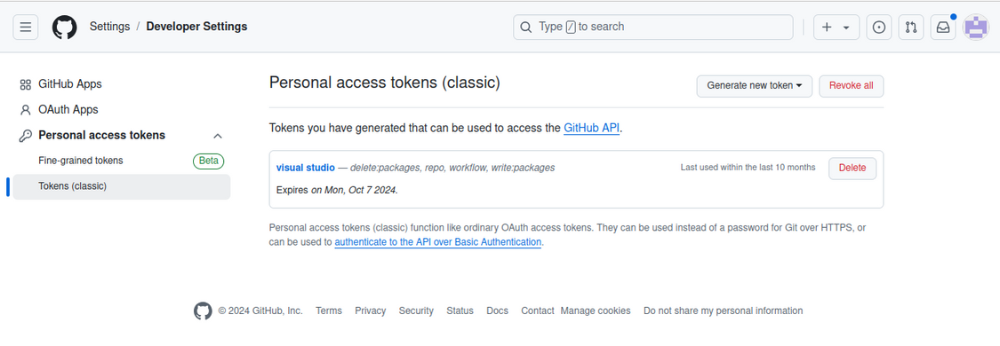 Settings / Developer Settings
Type / to search
GitHub Apps
OAuth Apps
Personal access tokens
Fine-grained tokens Beta
Tokens (classic)
Personal access tokens (classic)
Generate new token
Revoke all
Tokens you have generated that can be used to access the GitHub API.
visual studio — delete:packages, repo, workflow, write:packages
Last used within the last 10 months
Delete
Expires on Mon, Oct 7 2024.
Personal access tokens (classic) function like ordinary OAuth access tokens. They can be used instead of a password for Git over HTTPS, or
can be used to authenticate to the API over Basic Authentication.
© 2024 GitHub, Inc. Terms Privacy Security Status Docs Contact Manage cookies Do not share my personal information